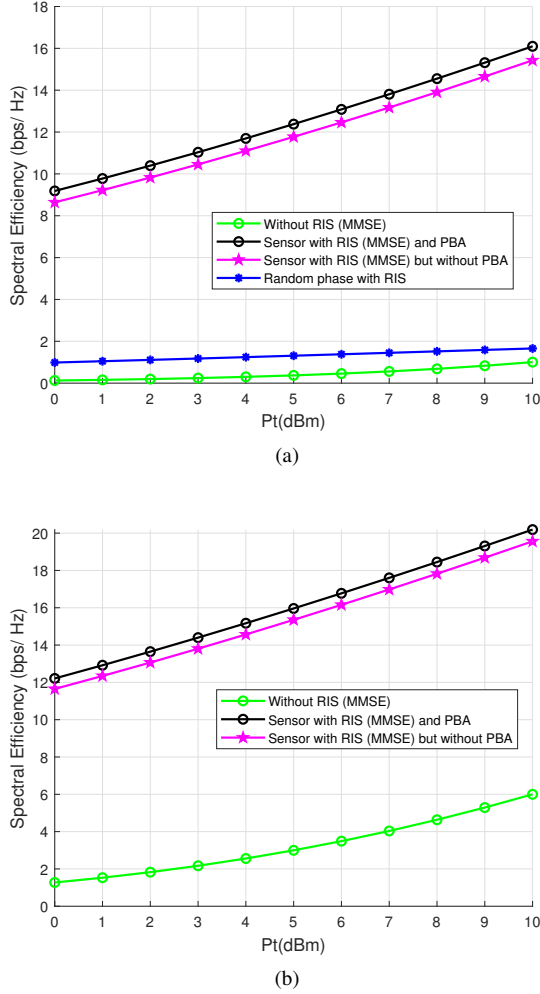 18
16
14
12
10
8
6
4
2
0
Spectral Efficiency (bps/ Hz)
Without RIS (MMSE)
Sensor with RIS (MMSE) and PBA
Sensor with RIS (MMSE) but without PBA
Random phase with RIS
0 1 2 3 4 5 6 7 8 9 10
Pt(dBm)
(a)
20
18
16
14
12
10
8
6
4
2
0
Spectral Efficiency (bps/ Hz)
Without RIS (MMSE)
Sensor with RIS (MMSE) and PBA
Sensor with RIS (MMSE) but without PBA
0 1 2 3 4 5 6 7 8 9 10
Pt(dBm)
(b)